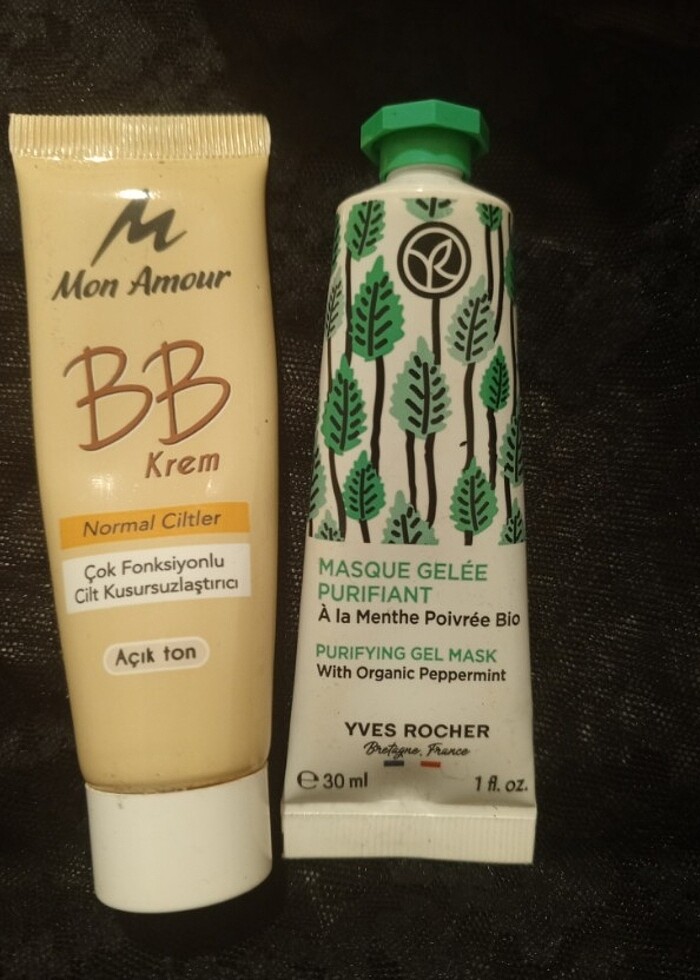 M
Mon Amour
BB
Krem
Normal Ciltler
Çok Fonksiyonlu
Cilt Kusursuzlaştırıcı
Açık ton
YR
MASQUE GELÉE
PURIFIANT
À la Menthe Poivrée Bio
PURIFYING GEL MASK
With Organic Peppermint
YVES ROCHER
Bretagne, France
℮ 30 ml 1 fl. oz.